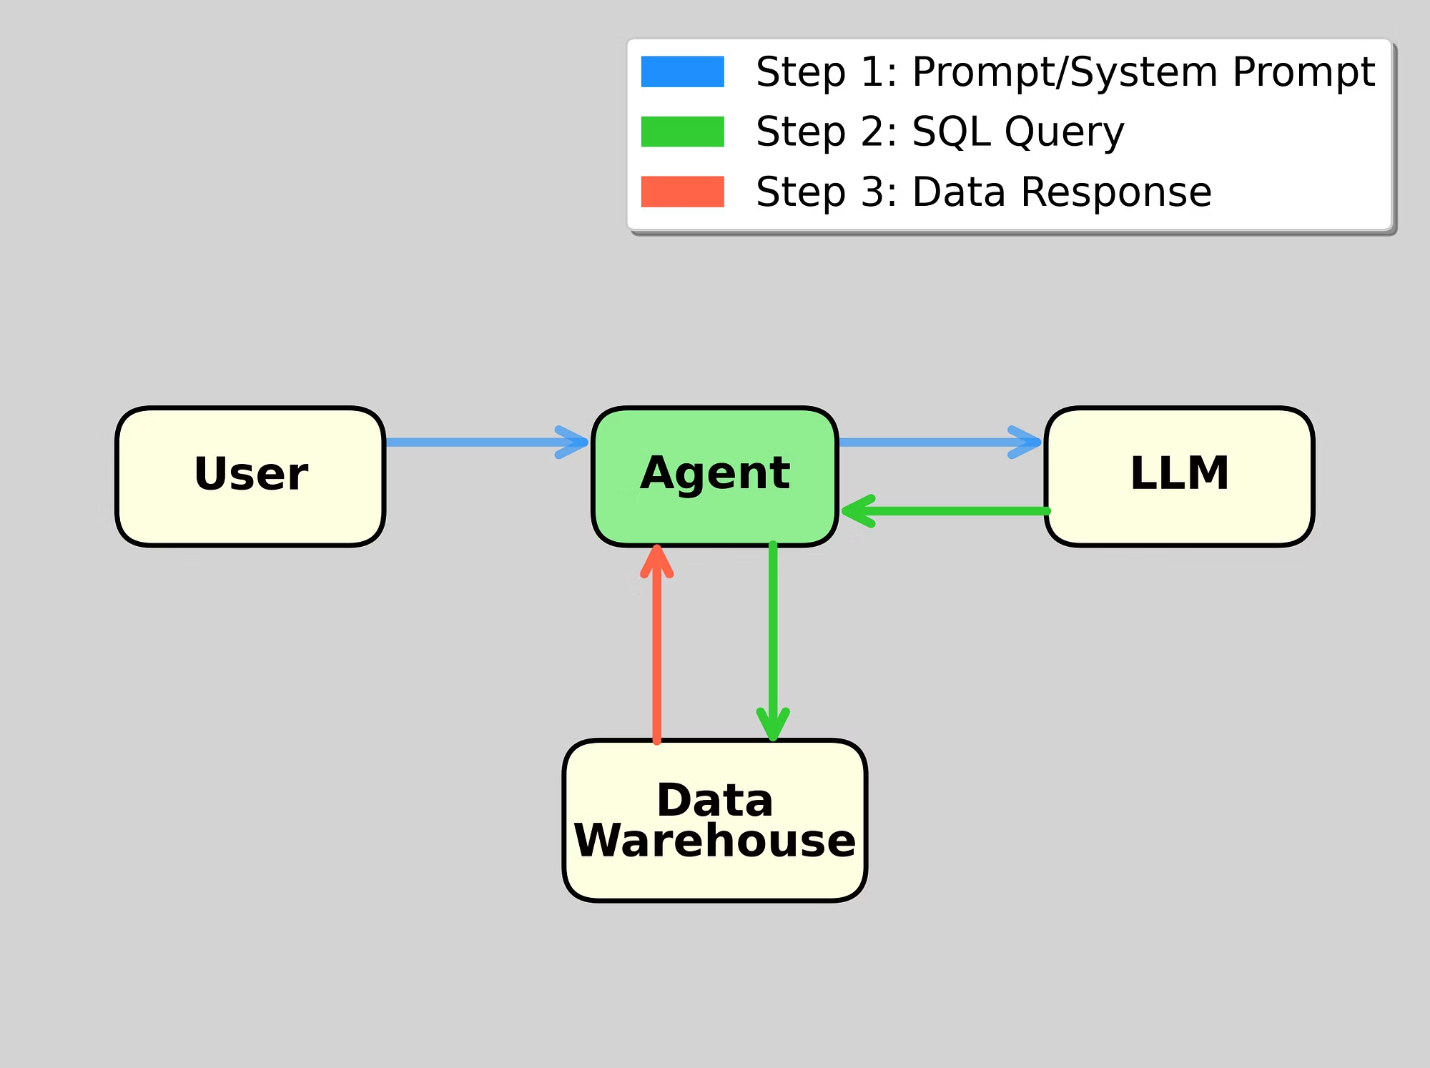 Step 1: Prompt/System Prompt
Step 2: SQL Query
Step 3: Data Response
User
Agent
LLM
Data
Warehouse